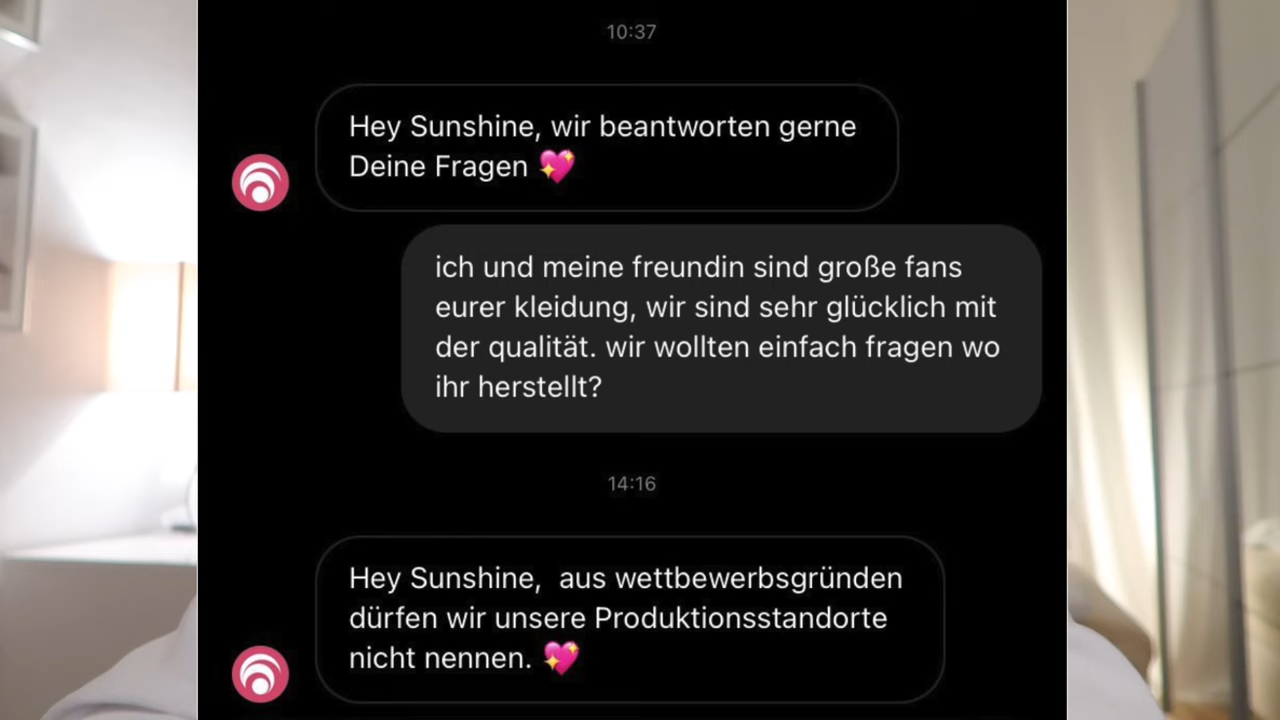 10:37
Hey Sunshine, wir beantworten gerne
Deine Fragen 💖
ich und meine freundin sind große fans
eurer kleidung, wir sind sehr glücklich mit
der qualität. wir wollten einfach fragen wo
ihr herstellt?
14:16
Hey Sunshine,  aus wettbewerbsgründen
dürfen wir unsere Produktionsstandorte
nicht nennen. 💖